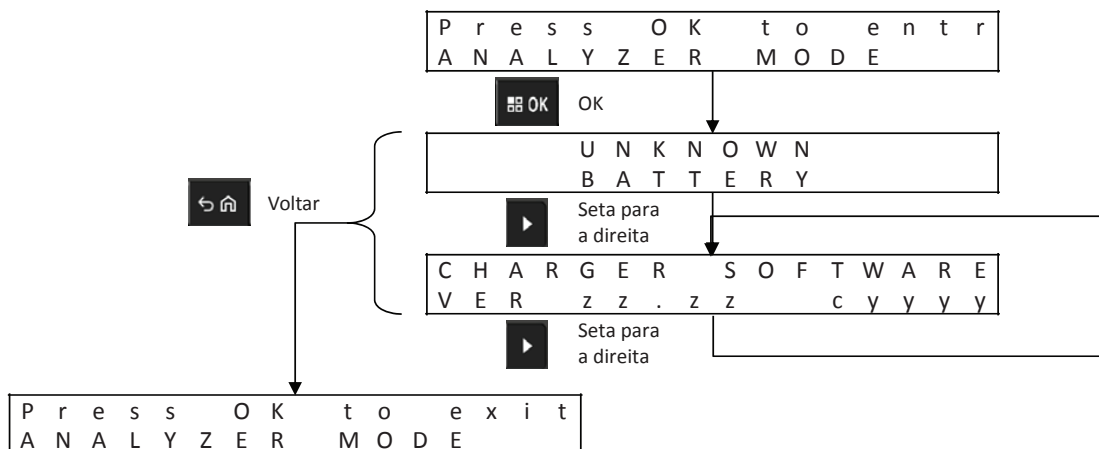 Press OK to entr
ANALYZER MODE
OK OK
UNKNOWN
BATTERY
Voltar
Seta para
a direita
CHARGER SOFTWARE
VER zz.zz cyyyy
Seta para
a direita
Press OK to exit
ANALYZER MODE